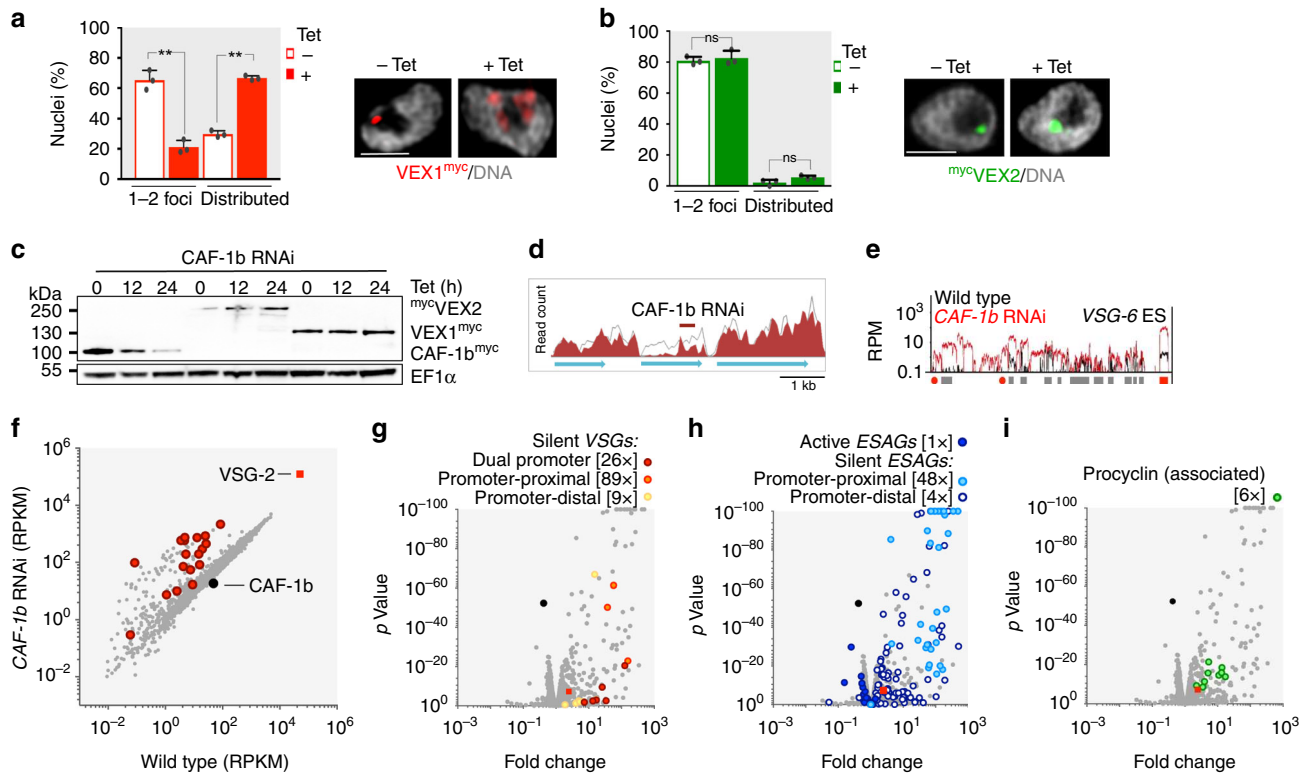 a
Nuclei (%)
100
80
60
40
20
0
**
**
Tet
–
+
1–2 foci
Distributed
– Tet
+ Tet
VEX1myc/DNA
b
Nuclei (%)
100
80
60
40
20
0
ns
ns
Tet
–
+
1–2 foci
Distributed
– Tet
+ Tet
mycVEX2/DNA
c
CAF-1b RNAi
kDa
0 12 24 0 12 24 0 12 24 Tet (h)
250
130
100
55
mycVEX2
VEX1myc
CAF-1bmyc
EF1α
d
Read count
CAF-1b RNAi
1 kb
e
Wild type
CAF-1b RNAi
VSG-6 ES
RPM
10³
10
0.1
f
CAF-1b RNAi (RPKM)
10⁶
10⁴
10²
10⁰
10⁻²
VSG-2
CAF-1b
10⁻² 10⁰ 10² 10⁴ 10⁶
Wild type (RPKM)
g
Silent VSGs:
Dual promoter [26×]
Promoter-proximal [89×]
Promoter-distal [9×]
p Value
10⁻¹⁰⁰
10⁻⁸⁰
10⁻⁶⁰
10⁻⁴⁰
10⁻²⁰
10⁰
10⁻³ 10⁻¹ 10¹ 10³
Fold change
h
Active ESAGs [1×]
Silent ESAGs:
Promoter-proximal [48×]
Promoter-distal [4×]
p Value
10⁻¹⁰⁰
10⁻⁸⁰
10⁻⁶⁰
10⁻⁴⁰
10⁻²⁰
10⁰
10⁻³ 10⁻¹ 10¹ 10³
Fold change
i
Procyclin (associated)
[6×]
p Value
10⁻¹⁰⁰
10⁻⁸⁰
10⁻⁶⁰
10⁻⁴⁰
10⁻²⁰
10⁰
10⁻³ 10⁻¹ 10¹ 10³
Fold change